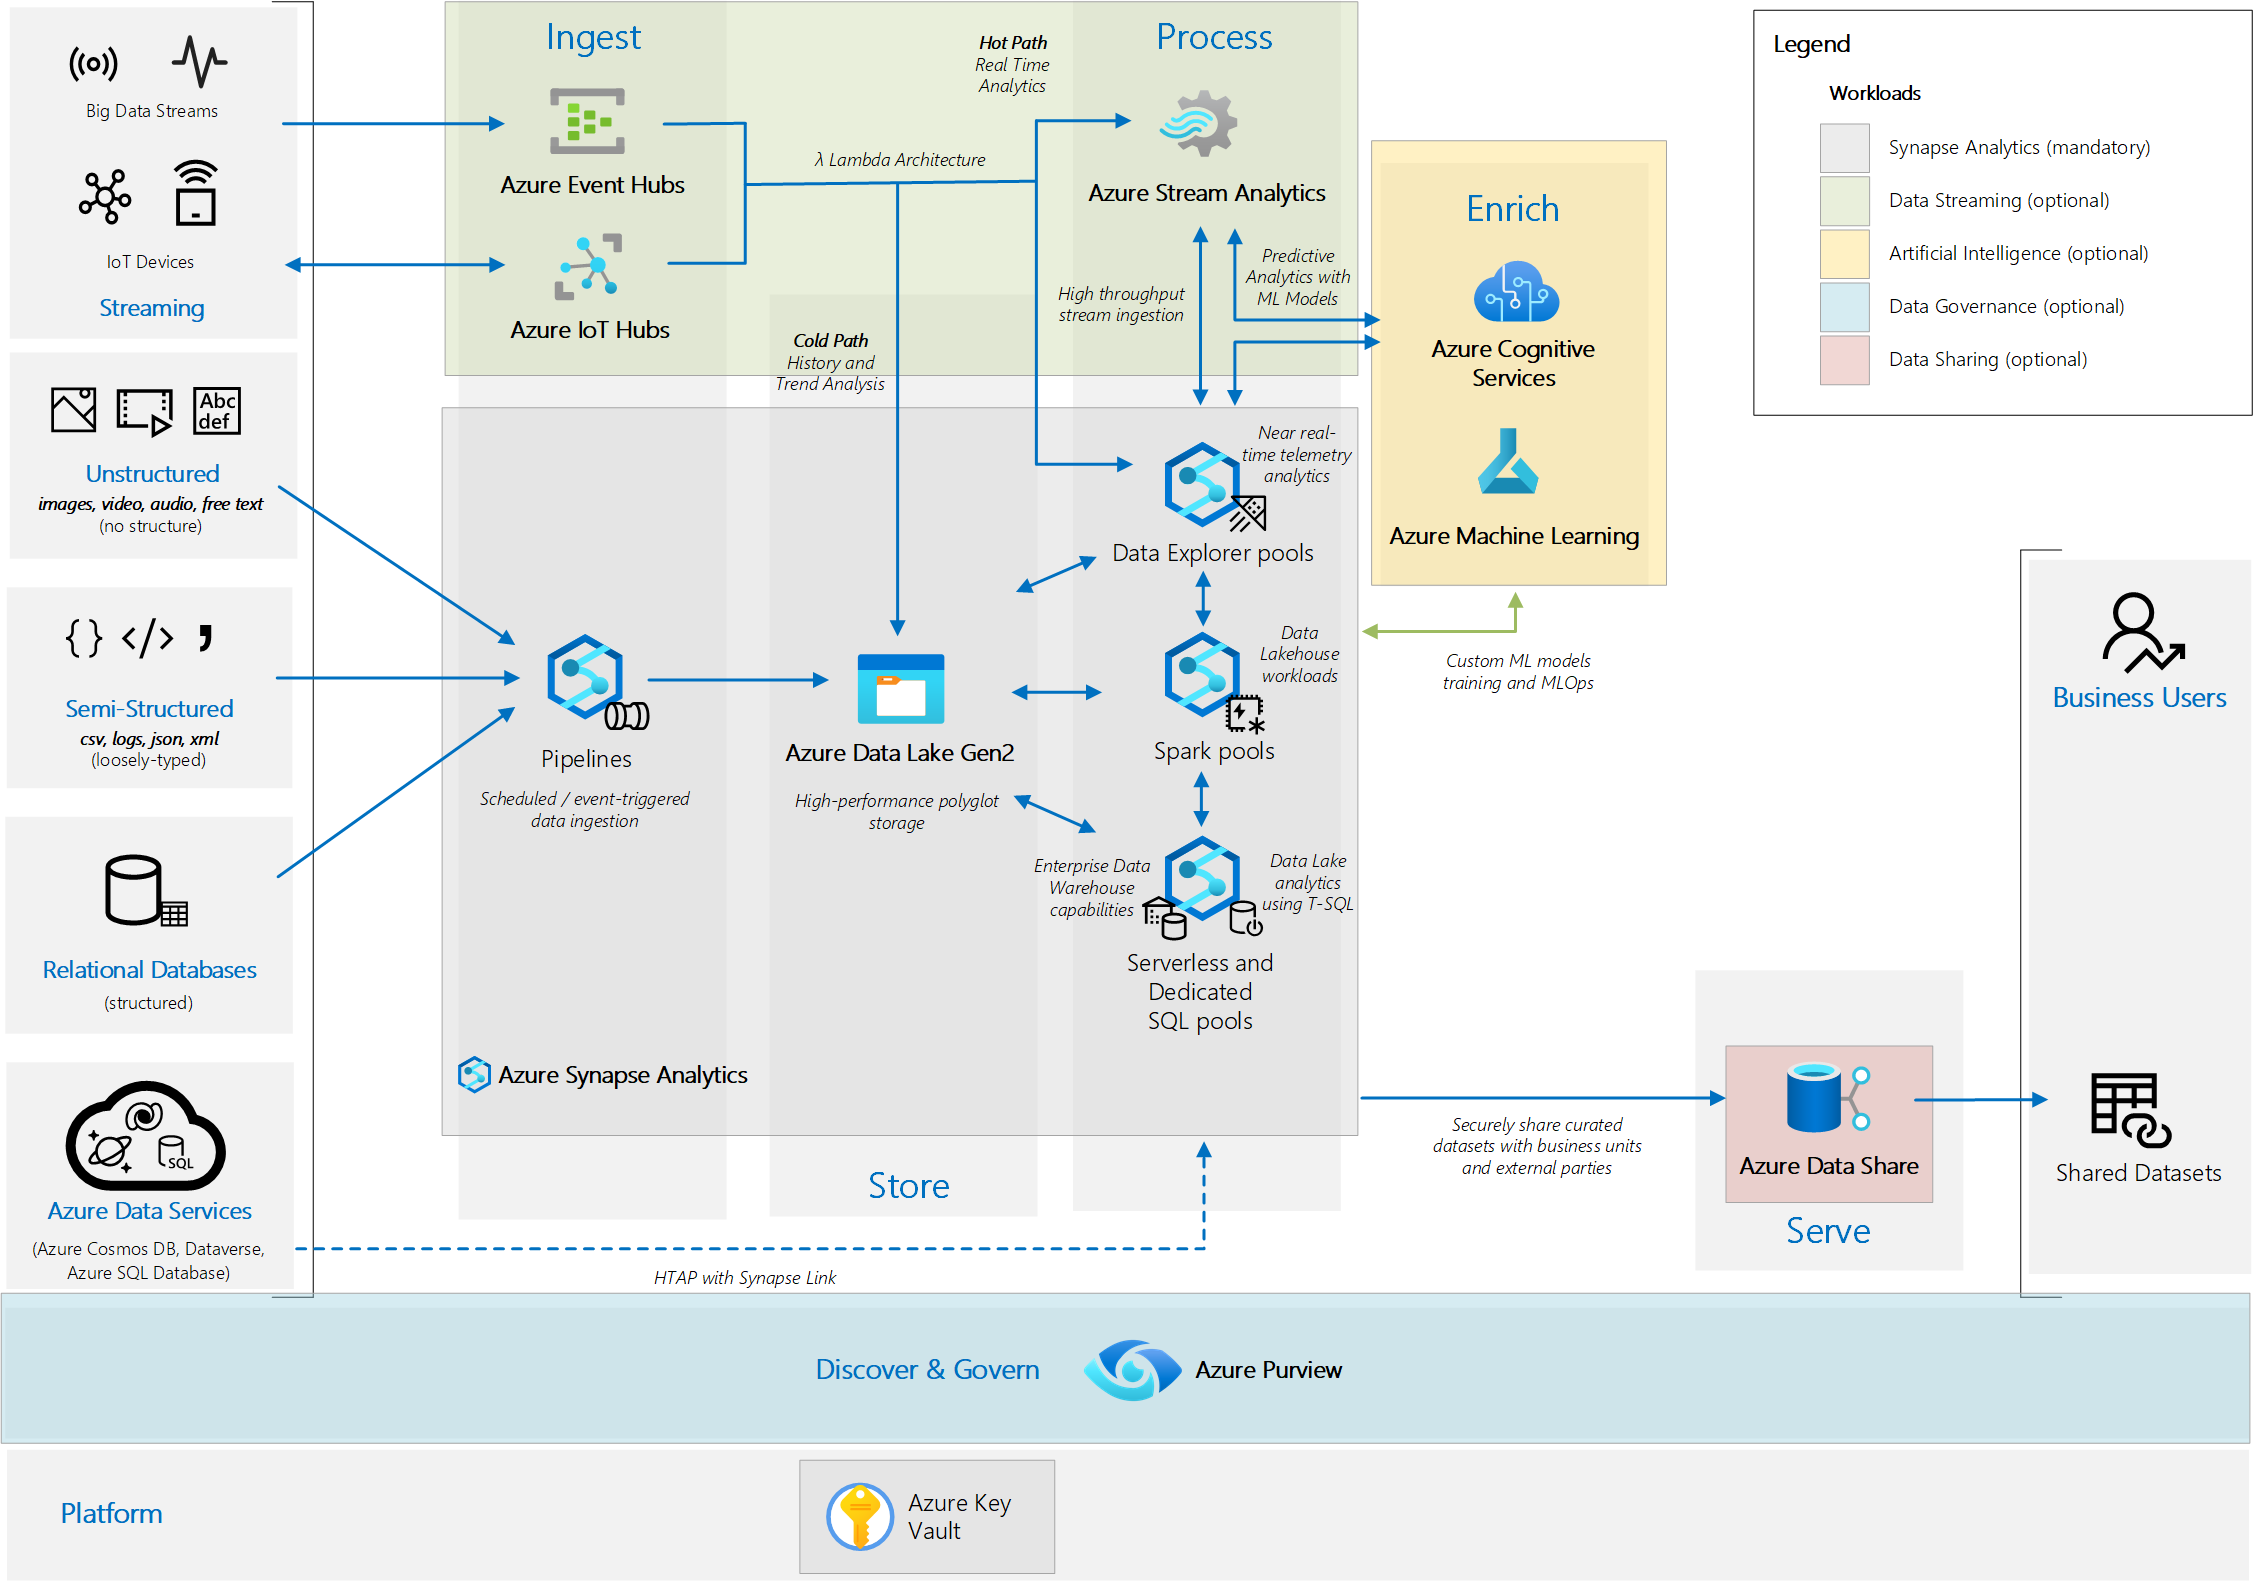 Big Data Streams
IoT Devices
Streaming
Abc
def
Unstructured
images, video, audio, free text
(no structure)
{ } </> ,
Semi-Structured
csv, logs, json, xml
(loosely-typed)
Relational Databases
(structured)
SQL
Azure Data Services
(Azure Cosmos DB, Dataverse,
Azure SQL Database)
Ingest
Azure Event Hubs
Azure IoT Hubs
λ Lambda Architecture
Hot Path
Real Time
Analytics
Cold Path
History and
Trend Analysis
Process
Azure Stream Analytics
High throughput
stream ingestion
Predictive
Analytics with
ML Models
Enrich
Azure Cognitive
Services
Azure Machine Learning
Custom ML models
training and MLOps
Pipelines
Scheduled / event-triggered
data ingestion
Azure Data Lake Gen2
High-performance polyglot
storage
Near real-
time telemetry
analytics
Data Explorer pools
Data
Lakehouse
workloads
Spark pools
Enterprise Data
Warehouse
capabilities
Data Lake
analytics
using T-SQL
Serverless and
Dedicated
SQL pools
Azure Synapse Analytics
Store
HTAP with Synapse Link
Securely share curated
datasets with business units
and external parties
Azure Data Share
Serve
Legend
Workloads
Synapse Analytics (mandatory)
Data Streaming (optional)
Artificial Intelligence (optional)
Data Governance (optional)
Data Sharing (optional)
Business Users
Shared Datasets
Discover & Govern
Azure Purview
Platform
Azure Key
Vault